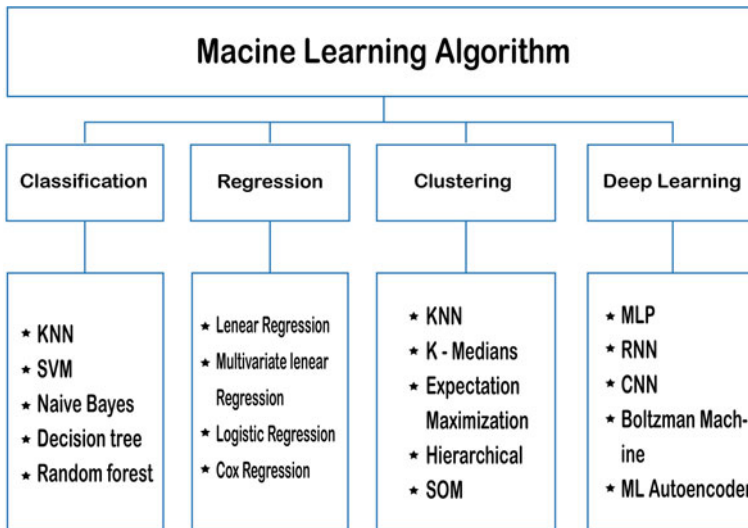 Macine Learning Algorithm
Classification
Regression
Clustering
Deep Learning
★ KNN
★ SVM
★ Naive Bayes
★ Decision tree
★ Random forest
★ Lenear Regression
★ Multivariate lenear
Regression
★ Logistic Regression
★ Cox Regression
★ KNN
★ K - Medians
★ Expectation
Maximization
★ Hierarchical
★ SOM
★ MLP
★ RNN
★ CNN
★ Boltzman Mach-
ine
★ ML Autoencoder